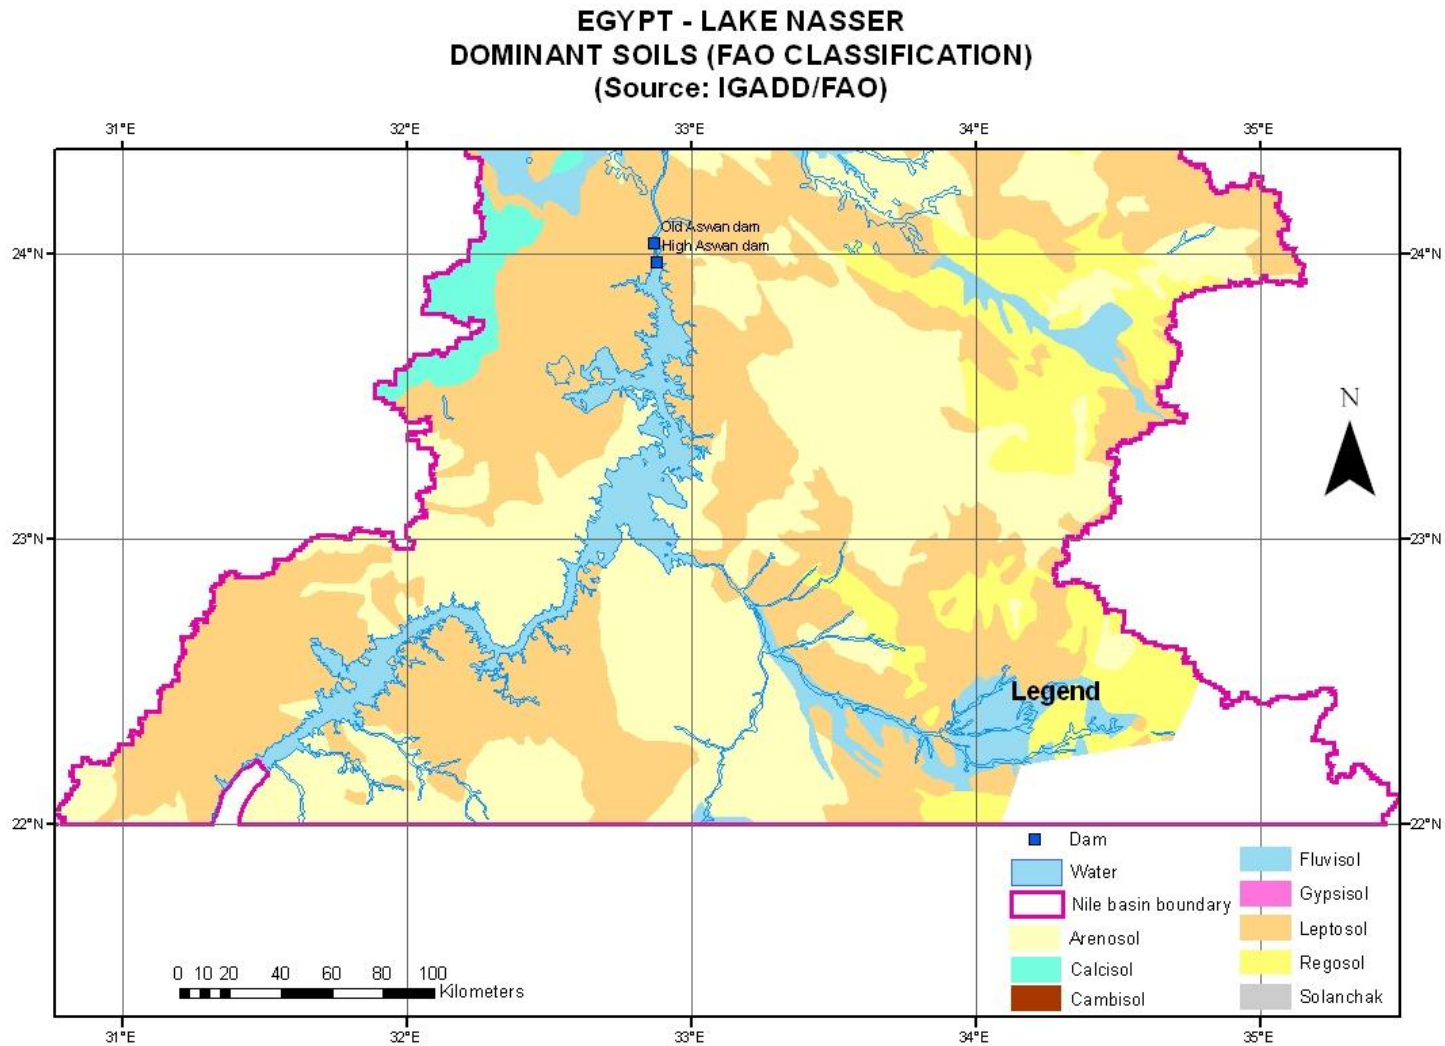 EGYPT - LAKE NASSER
DOMINANT SOILS (FAO CLASSIFICATION)
(Source: IGADD/FAO)
31°E 32°E 33°E 34°E 35°E
Old Aswan dam
High Aswan dam
24°N 24°N
N
23°N 23°N
Legend
22°N 22°N
Dam
Water
Nile basin boundary
Arenosol
Calcisol
Cambisol
Fluvisol
Gypsisol
Leptosol
Regosol
Solanchak
0 10 20 40 60 80 100
Kilometers
31°E 32°E 33°E 34°E 35°E